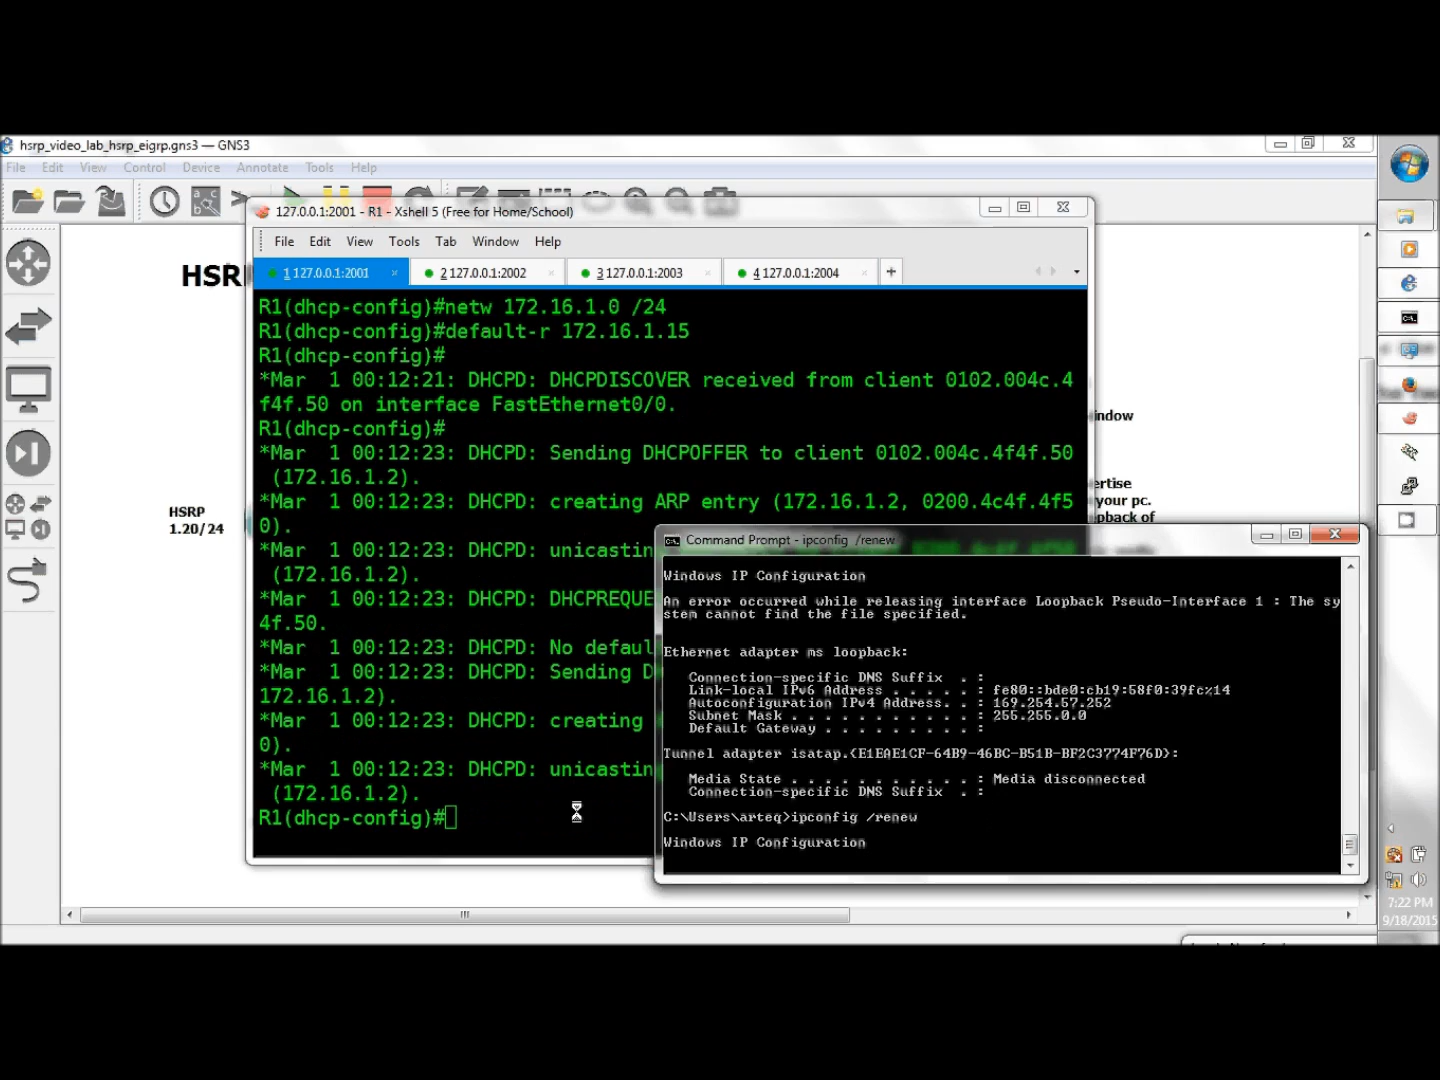 hsrp_video_lab_hsrp_eigrp.gns3 — GNS3
File Edit View Control Device Annotate Tools Help
127.0.0.1:2001 - R1 - Xshell 5 (Free for Home/School)
File Edit View Tools Tab Window Help
1 127.0.0.1:2001 2 127.0.0.1:2002 3 127.0.0.1:2003 4 127.0.0.1:2004
HSR
R1(dhcp-config)#netw 172.16.1.0 /24
R1(dhcp-config)#default-r 172.16.1.15
R1(dhcp-config)#
*Mar  1 00:12:21: DHCPD: DHCPDISCOVER received from client 0102.004c.4
f4f.50 on interface FastEthernet0/0.
R1(dhcp-config)#
*Mar  1 00:12:23: DHCPD: Sending DHCPOFFER to client 0102.004c.4f4f.50
 (172.16.1.2).
*Mar  1 00:12:23: DHCPD: creating ARP entry (172.16.1.2, 0200.4c4f.4f5
0).
*Mar  1 00:12:23: DHCPD: unicastin
 (172.16.1.2).
*Mar  1 00:12:23: DHCPD: DHCPREQUE
4f.50.
*Mar  1 00:12:23: DHCPD: No defaul
*Mar  1 00:12:23: DHCPD: Sending D
172.16.1.2).
*Mar  1 00:12:23: DHCPD: creating
0).
*Mar  1 00:12:23: DHCPD: unicastin
 (172.16.1.2).
R1(dhcp-config)#
HSRP
1.20/24
indow
ertise
your pc.
pback of
Command Prompt - ipconfig /renew
Windows IP Configuration
An error occurred while releasing interface Loopback Pseudo-Interface 1 : The sy
stem cannot find the file specified.
Ethernet adapter ms loopback:
Connection-specific DNS Suffix  . :
Link-local IPv6 Address . . . . . : fe80::bde0:cb19:58f0:39fc%14
Autoconfiguration IPv4 Address. . : 169.254.57.252
Subnet Mask . . . . . . . . . . . : 255.255.0.0
Default Gateway . . . . . . . . . :
Tunnel adapter isatap.{E1EAE1CF-64B9-46BC-B51B-BF2C3774F76D}:
Media State . . . . . . . . . . . : Media disconnected
Connection-specific DNS Suffix  . :
C:\Users\arteq>ipconfig /renew
Windows IP Configuration
7:22 PM
9/18/2015